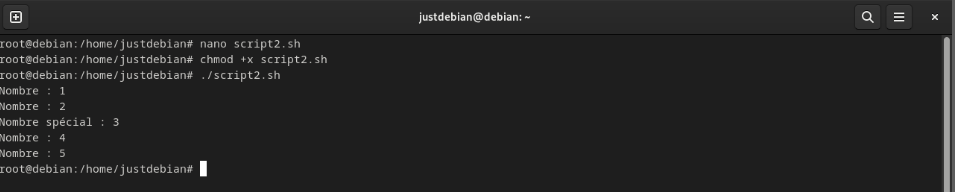 justdebian@debian: ~
root@debian:/home/justdebian# nano script2.sh
root@debian:/home/justdebian# chmod +x script2.sh
root@debian:/home/justdebian# ./script2.sh
Nombre : 1
Nombre : 2
Nombre spécial : 3
Nombre : 4
Nombre : 5
root@debian:/home/justdebian#